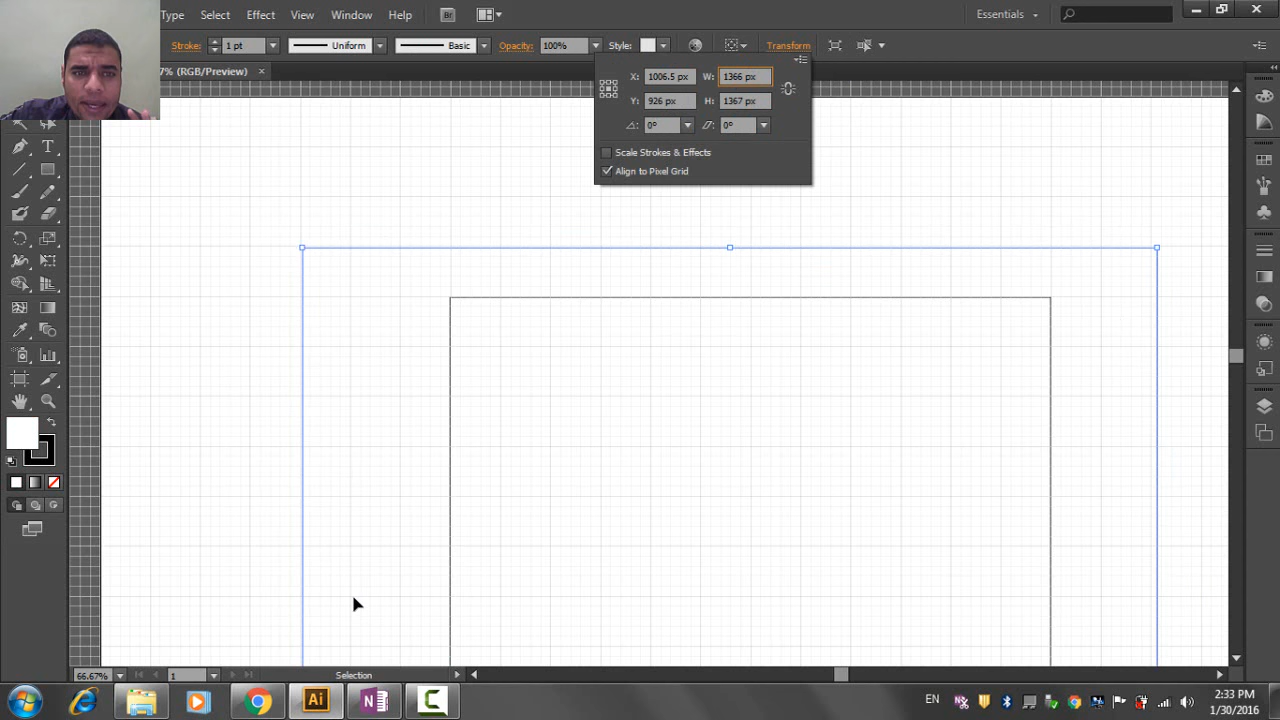 Type Select Effect View Window Help Br Essentials
Stroke: 1 pt Uniform Basic Opacity: 100% Style: Transform
7% (RGB/Preview) ×
X: 1006.5 px W: 1366 px
Y: 926 px H: 1367 px
0° 0°
Scale Strokes & Effects
Align to Pixel Grid
T
66.67% 1 Selection
Ai N C EN 2:33 PM
1/30/2016